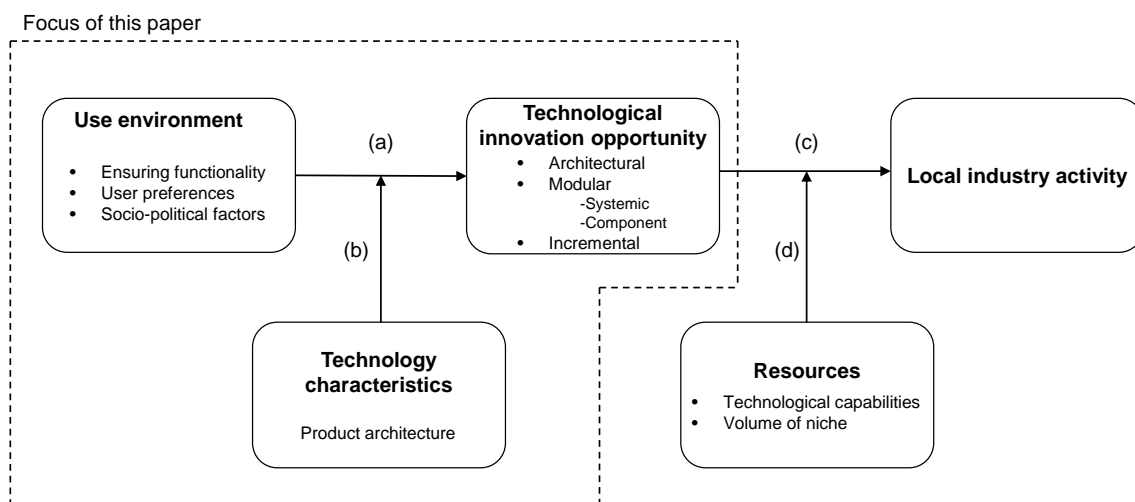 Focus of this paper
Use environment
• Ensuring functionality
• User preferences
• Socio-political factors
(a)
Technological
innovation opportunity
• Architectural
• Modular
-Systemic
-Component
• Incremental
(c)
Local industry activity
(b)
(d)
Technology
characteristics
Product architecture
Resources
• Technological capabilities
• Volume of niche